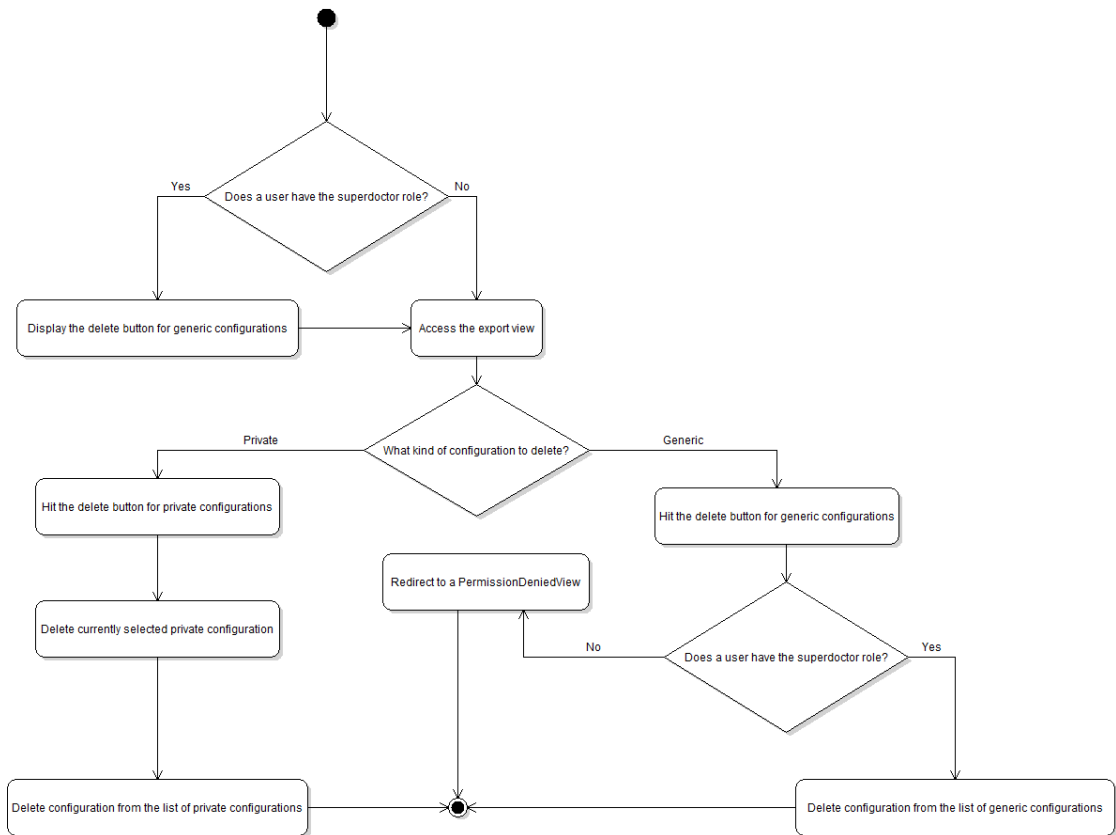 Yes
No
Does a user have the superdoctor role?
Display the delete button for generic configurations
Access the export view
Private
What kind of configuration to delete?
Generic
Hit the delete button for private configurations
Hit the delete button for generic configurations
Redirect to a PermissionDeniedView
Delete currently selected private configuration
No
Does a user have the superdoctor role?
Yes
Delete configuration from the list of private configurations
Delete configuration from the list of generic configurations